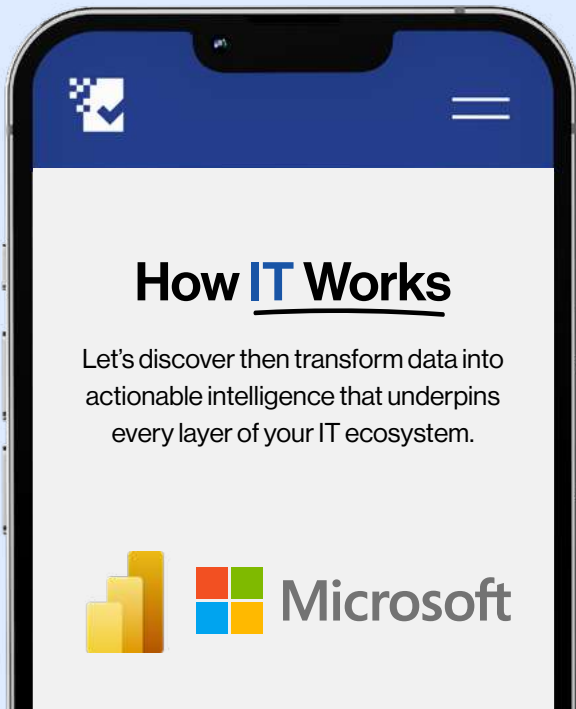 How IT Works
Let's discover then transform data into
actionable intelligence that underpins
every layer of your IT ecosystem.
Microsoft